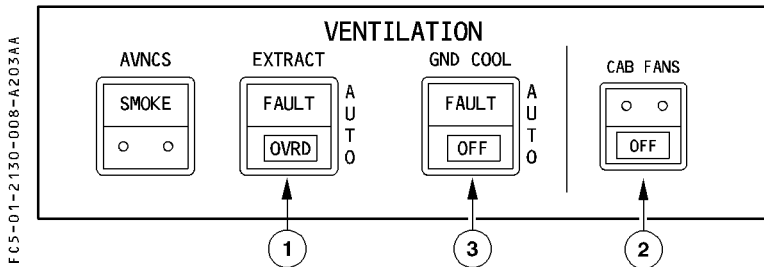 VENTILATION
AVNCS
EXTRACT
GND COOL
CAB FANS
SMOKE
FAULT
OVRD
AUTO
FAULT
OFF
AUTO
OFF
1
3
2
FC5-01-2130-008-A203AA